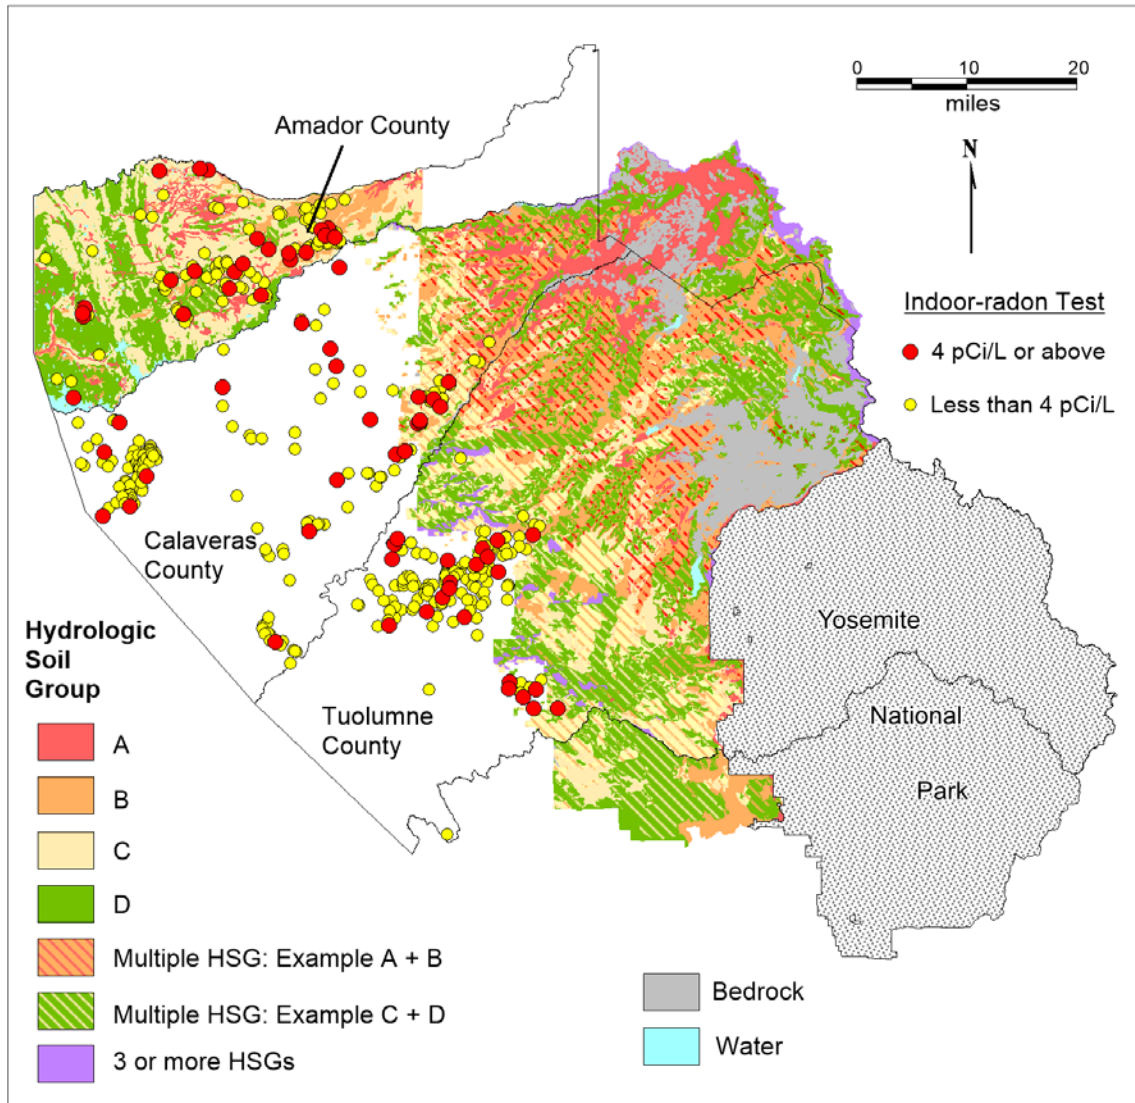 0 10 20
miles
Amador County
N
Indoor-radon Test
4 pCi/L or above
Less than 4 pCi/L
Calaveras
County
Yosemite
Hydrologic
Soil
Group
Tuolumne
County
National
Park
A
B
C
D
Multiple HSG: Example A + B
Multiple HSG: Example C + D
3 or more HSGs
Bedrock
Water